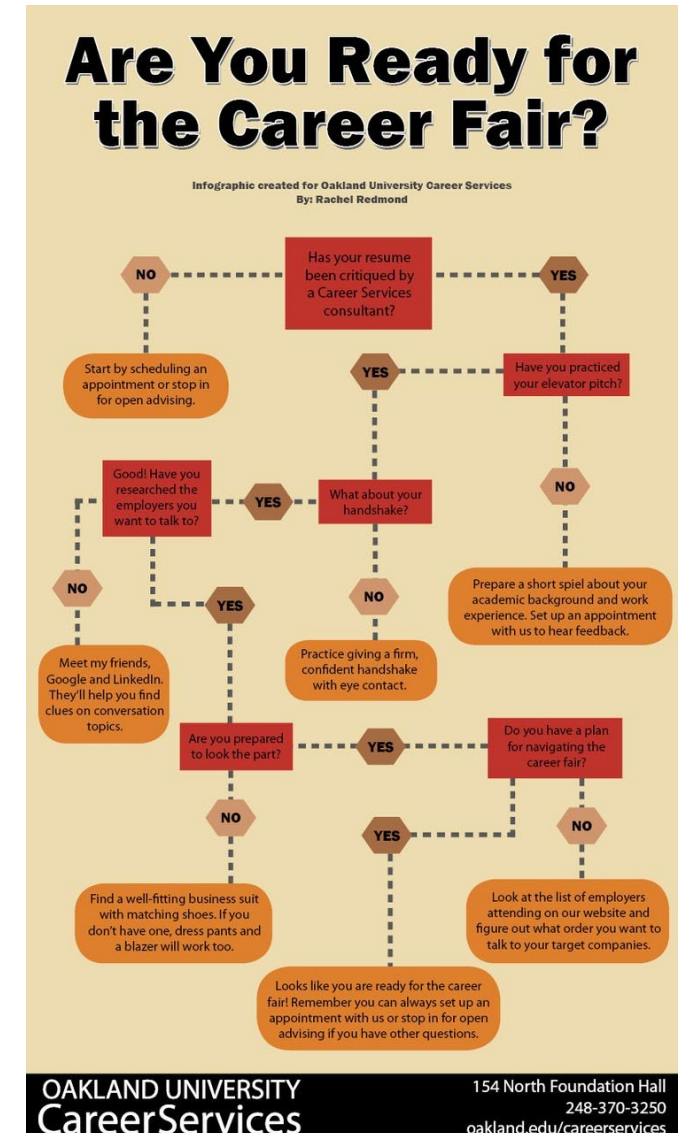 Are You Ready for
the Career Fair?
Infographic created for Oakland University Career Services
By: Rachel Redmond
NO
Has your resume
been critiqued by
a Career Services
consultant?
YES
Start by scheduling an
appointment or stop in
for open advising.
YES
Have you practiced
your elevator pitch?
Good! Have you
researched the
employers you
want to talk to?
YES
What about your
handshake?
NO
NO
YES
NO
Prepare a short spiel about your
academic background and work
experience. Set up an appointment
with us to hear feedback.
Meet my friends,
Google and LinkedIn.
They'll help you find
clues on conversation
topics.
Practice giving a firm,
confident handshake
with eye contact.
Are you prepared
to look the part?
YES
Do you have a plan
for navigating the
career fair?
NO
YES
NO
Find a well-fitting business suit
with matching shoes. If you
don't have one, dress pants and
a blazer will work too.
Look at the list of employers
attending on our website and
figure out what order you want to
talk to your target companies.
Looks like you are ready for the career
fair! Remember you can always set up an
appointment with us or stop in for open
advising if you have other questions.
OAKLAND UNIVERSITY
CareerServices
154 North Foundation Hall
248-370-3250
oakland.edu/careerservices